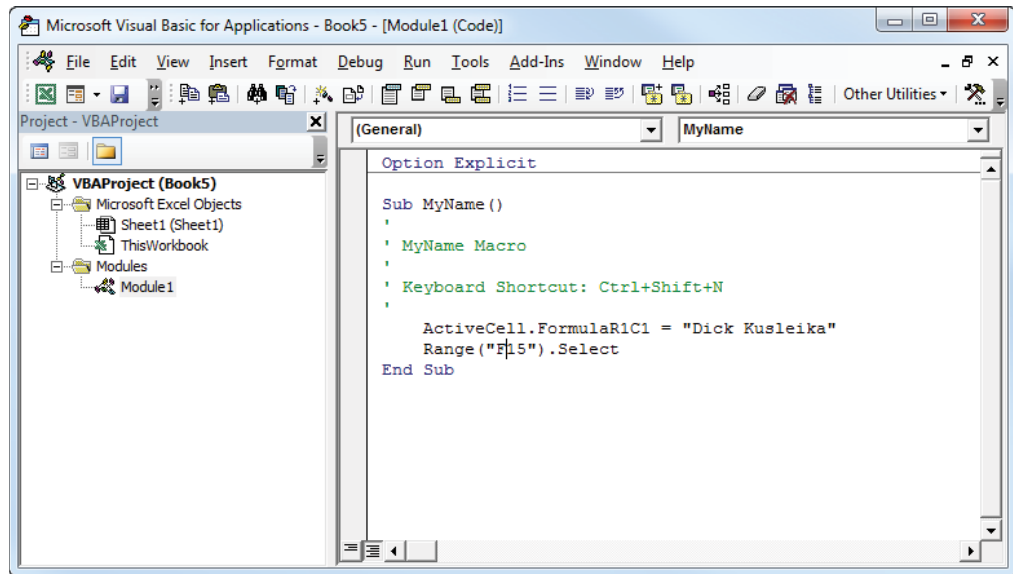 Microsoft Visual Basic for Applications - Book5 - [Module1 (Code)]
File Edit View Insert Format Debug Run Tools Add-Ins Window Help
Other Utilities
Project - VBAProject
VBAProject (Book5)
Microsoft Excel Objects
Sheet1 (Sheet1)
ThisWorkbook
Modules
Module1
(General) MyName
Option Explicit
Sub MyName()
'
' MyName Macro
'
' Keyboard Shortcut: Ctrl+Shift+N
'
ActiveCell.FormulaR1C1 = "Dick Kusleika"
Range("F15").Select
End Sub